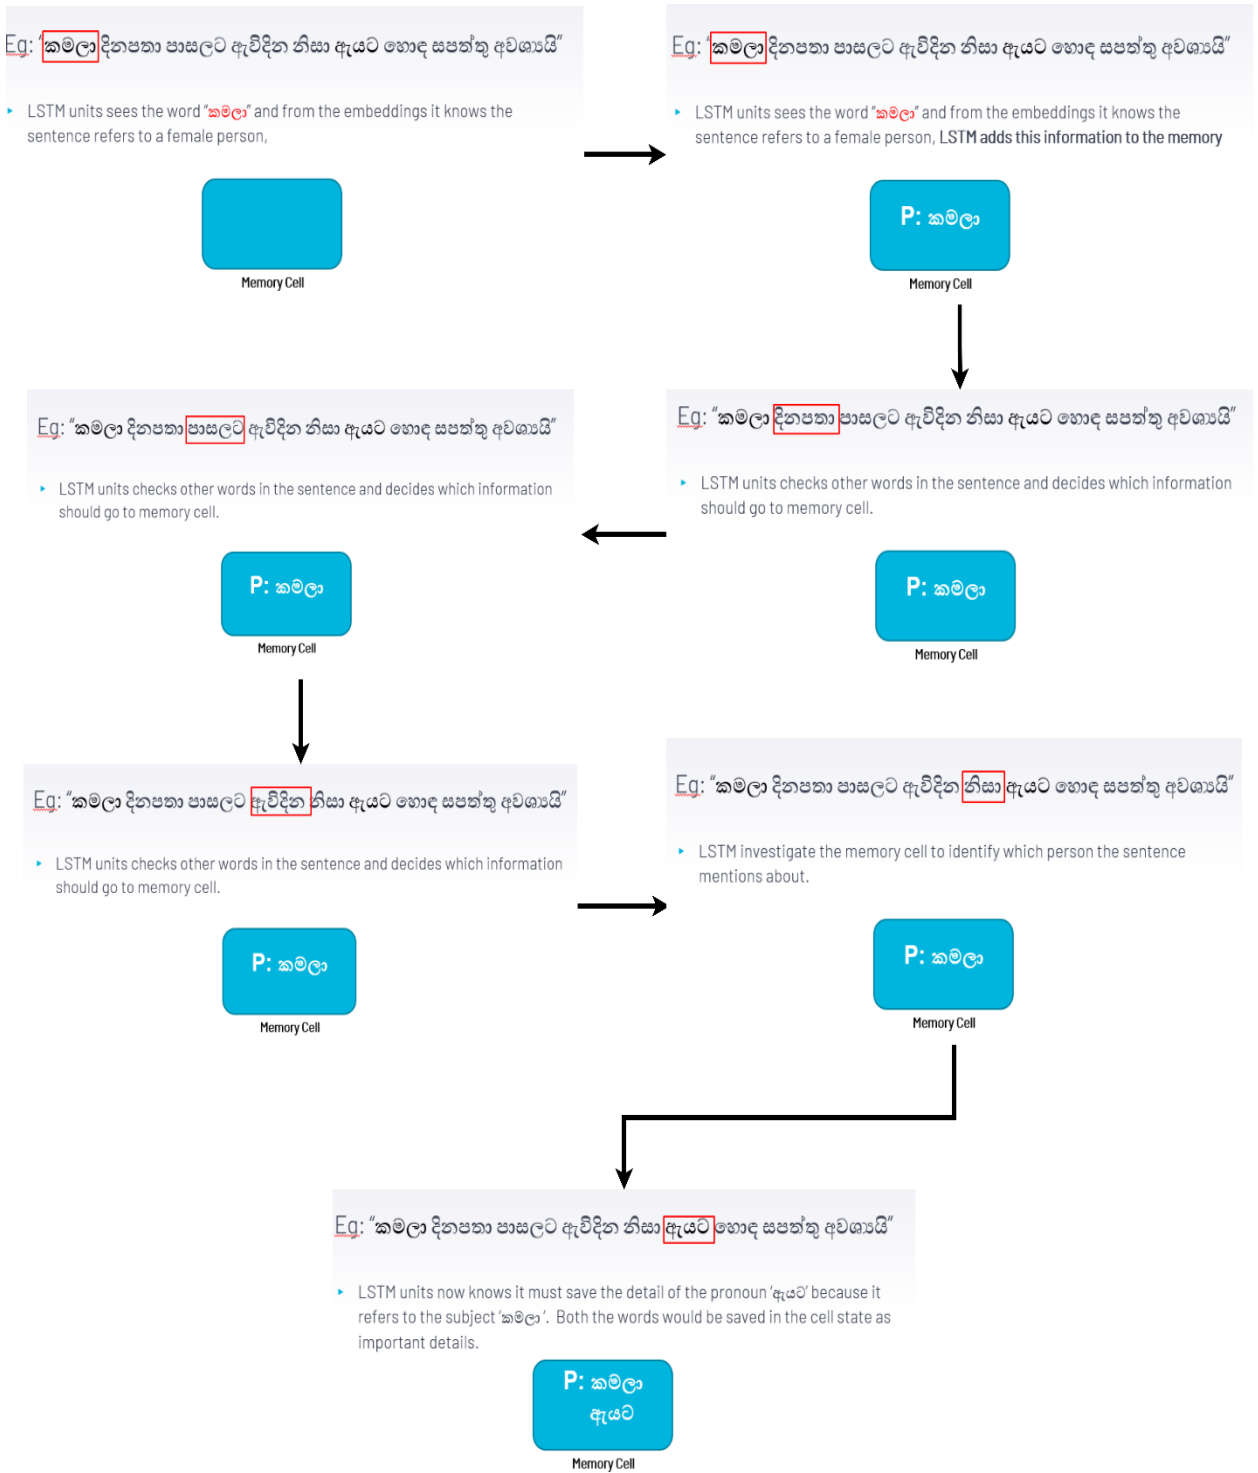 Eg: “කමලා දිනපතා පාසලට ඇවිදින නිසා ඇයට හොඳ සපත්තු අවශ්‍යයි”
LSTM units sees the word “කමලා” and from the embeddings it knows the
sentence refers to a female person,
Memory Cell
Eg: “කමලා දිනපතා පාසලට ඇවිදින නිසා ඇයට හොඳ සපත්තු අවශ්‍යයි”
LSTM units sees the word “කමලා” and from the embeddings it knows the
sentence refers to a female person, LSTM adds this information to the memory
P: කමලා
Memory Cell
Eg: “කමලා දිනපතා පාසලට ඇවිදින නිසා ඇයට හොඳ සපත්තු අවශ්‍යයි”
LSTM units checks other words in the sentence and decides which information
should go to memory cell.
P: කමලා
Memory Cell
Eg: “කමලා දිනපතා පාසලට ඇවිදින නිසා ඇයට හොඳ සපත්තු අවශ්‍යයි”
LSTM units checks other words in the sentence and decides which information
should go to memory cell.
P: කමලා
Memory Cell
Eg: “කමලා දිනපතා පාසලට ඇවිදින නිසා ඇයට හොඳ සපත්තු අවශ්‍යයි”
LSTM units checks other words in the sentence and decides which information
should go to memory cell.
P: කමලා
Memory Cell
Eg: “කමලා දිනපතා පාසලට ඇවිදින නිසා ඇයට හොඳ සපත්තු අවශ්‍යයි”
LSTM investigate the memory cell to identify which person the sentence
mentions about.
P: කමලා
Memory Cell
Eg: “කමලා දිනපතා පාසලට ඇවිදින නිසා ඇයට හොඳ සපත්තු අවශ්‍යයි”
LSTM units now knows it must save the detail of the pronoun ‘ඇයට’ because it
refers to the subject ‘කමලා ’. Both the words would be saved in the cell state as
important details.
P: කමලා
ඇයට
Memory Cell